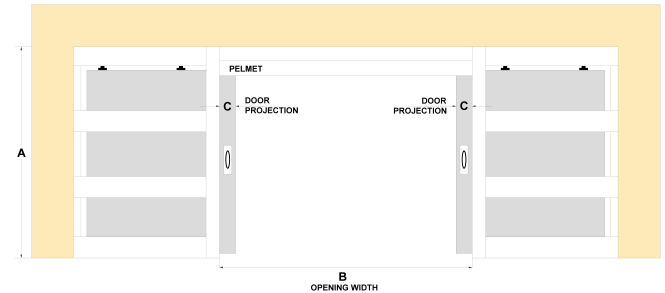 PELMET
C
DOOR
PROJECTION
DOOR
PROJECTION
C
A
B
OPENING WIDTH